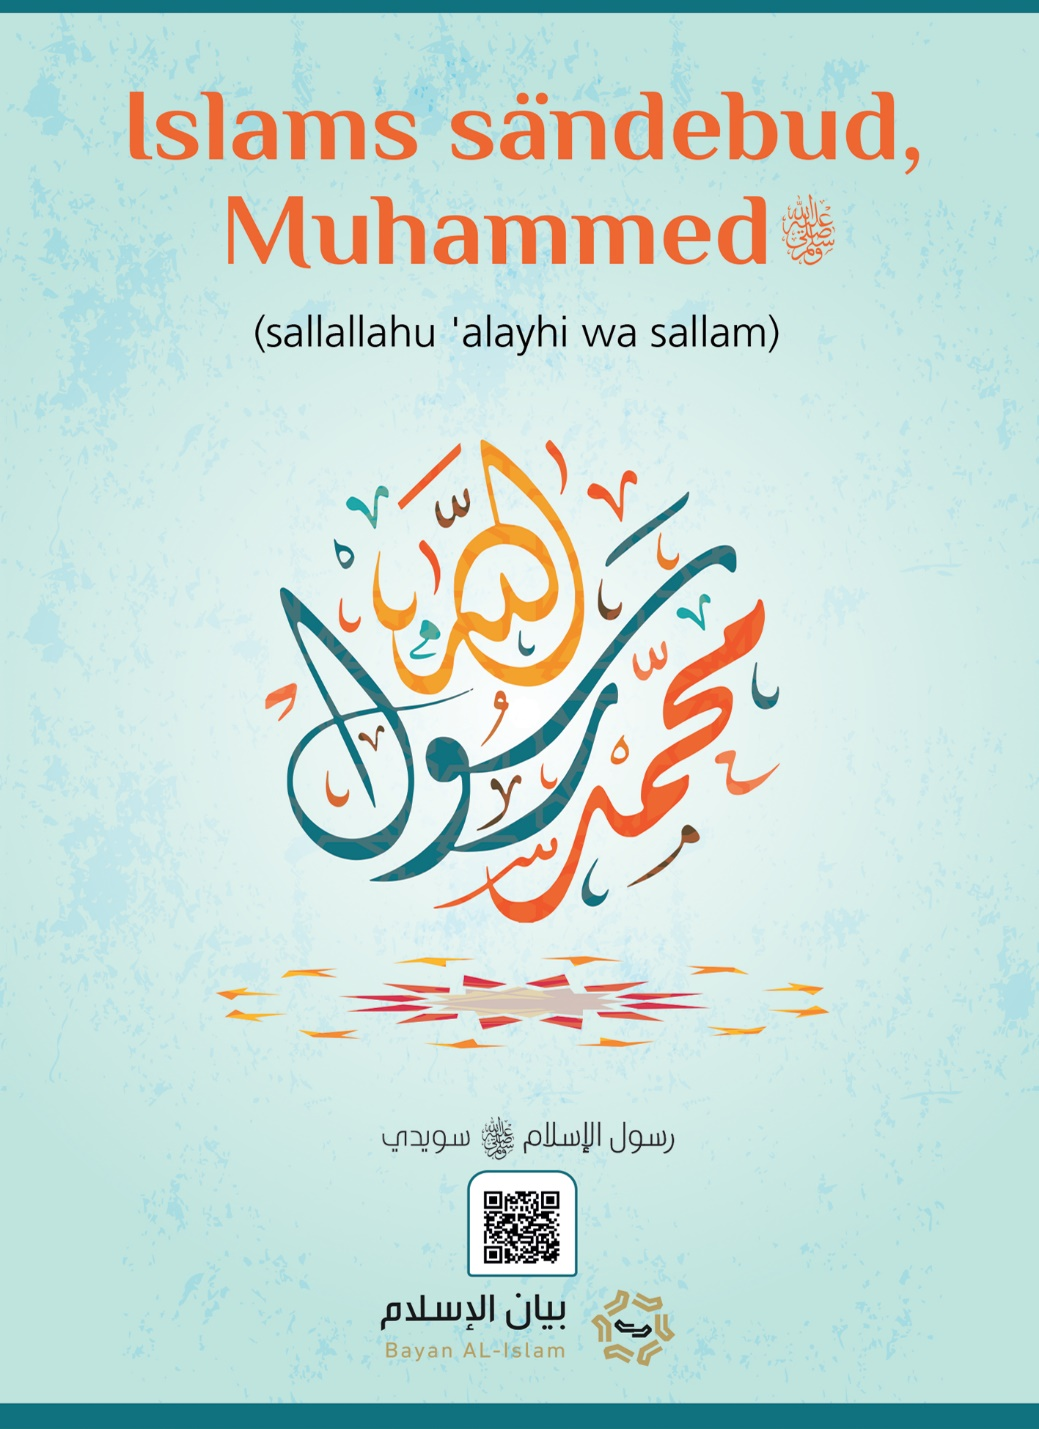 Islams sändebud,
Muhammed ﷺ
(sallallahu 'alayhi wa sallam)
محمد رسول الله
رسول الإسلام ﷺ سويدي
بيان الإسلام
Bayan AL-Islam